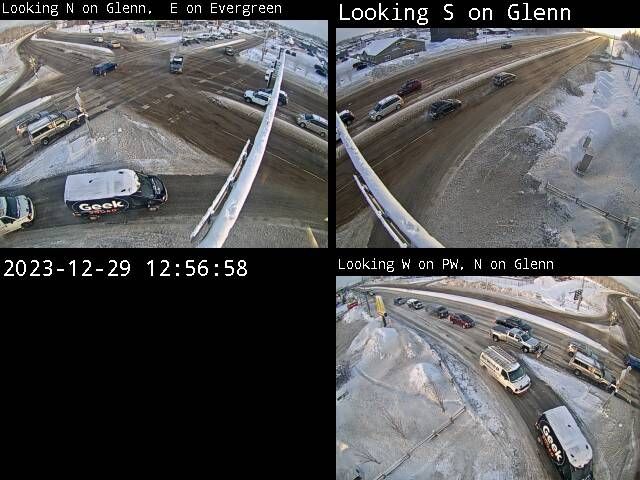 Looking N on Glenn,  E on Evergreen
Looking S on Glenn
Geek
SQUAD
2023-12-29 12:56:58
Looking W on PW, N on Glenn
Geek